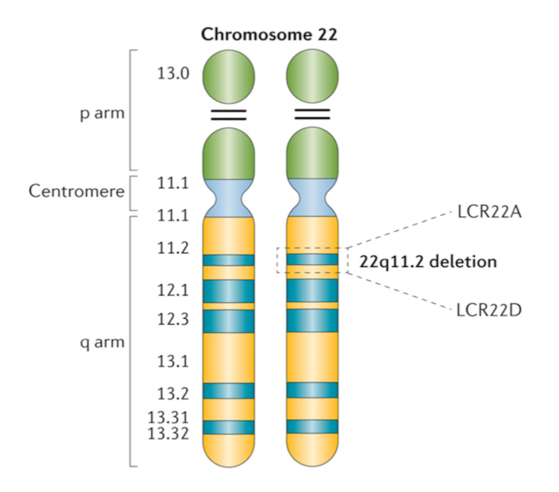 Chromosome 22
13.0
p arm
11.1
Centromere
11.1
LCR22A
11.2
22q11.2 deletion
12.1
LCR22D
12.3
q arm
13.1
13.2
13.31
13.32